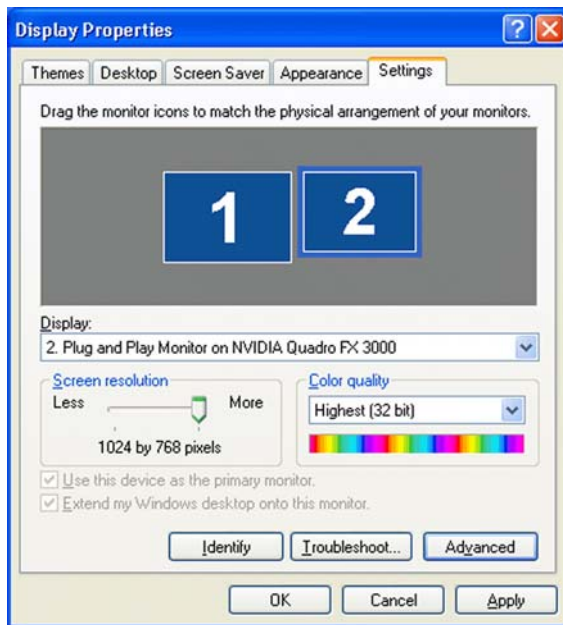 Display Properties
Themes Desktop Screen Saver Appearance Settings
Drag the monitor icons to match the physical arrangement of your monitors.
1 2
Display:
2. Plug and Play Monitor on NVIDIA Quadro FX 3000
Screen resolution
Less More
1024 by 768 pixels
Color quality
Highest (32 bit)
Use this device as the primary monitor.
Extend my Windows desktop onto this monitor.
Identify Troubleshoot... Advanced
OK Cancel Apply